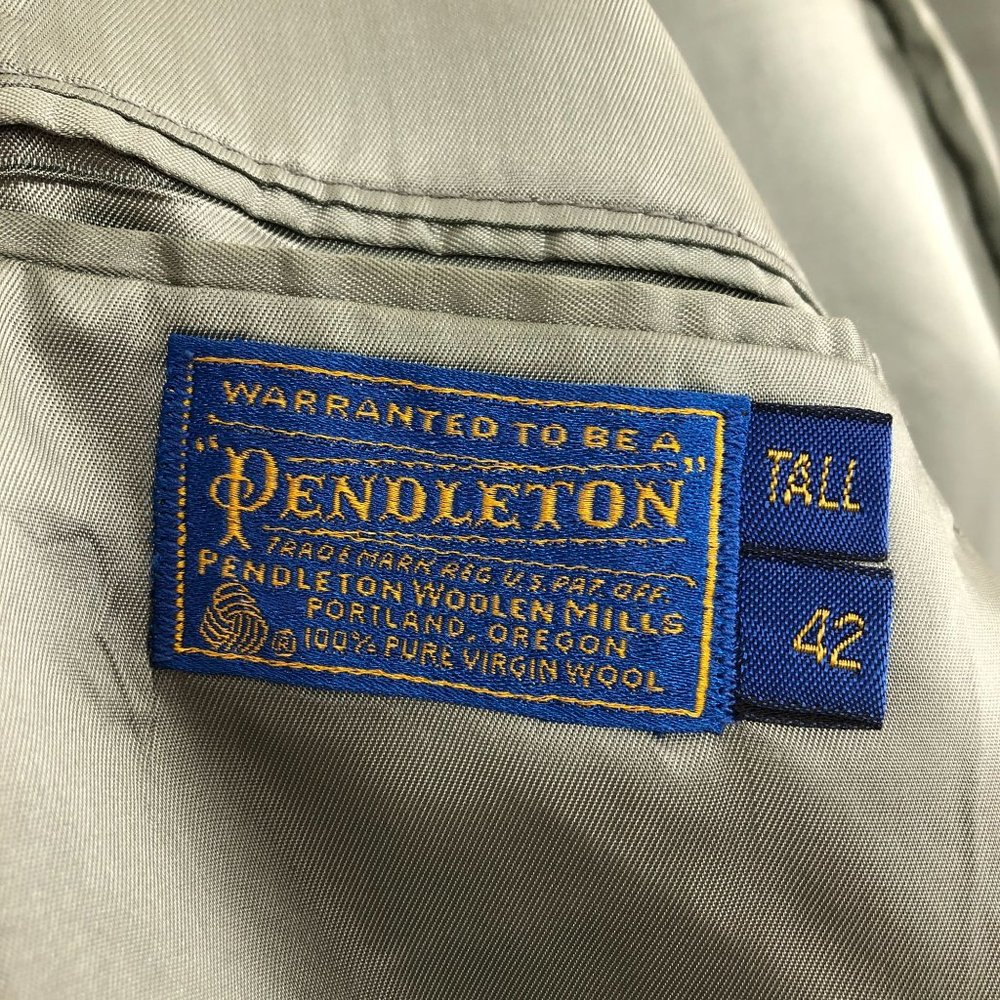 WARRANTED TO BE A
"PENDLETON"
TRADE MARK REG. U.S. PAT. OFF.
PENDLETON WOOLEN MILLS
PORTLAND, OREGON
® 100% PURE VIRGIN WOOL
TALL
42